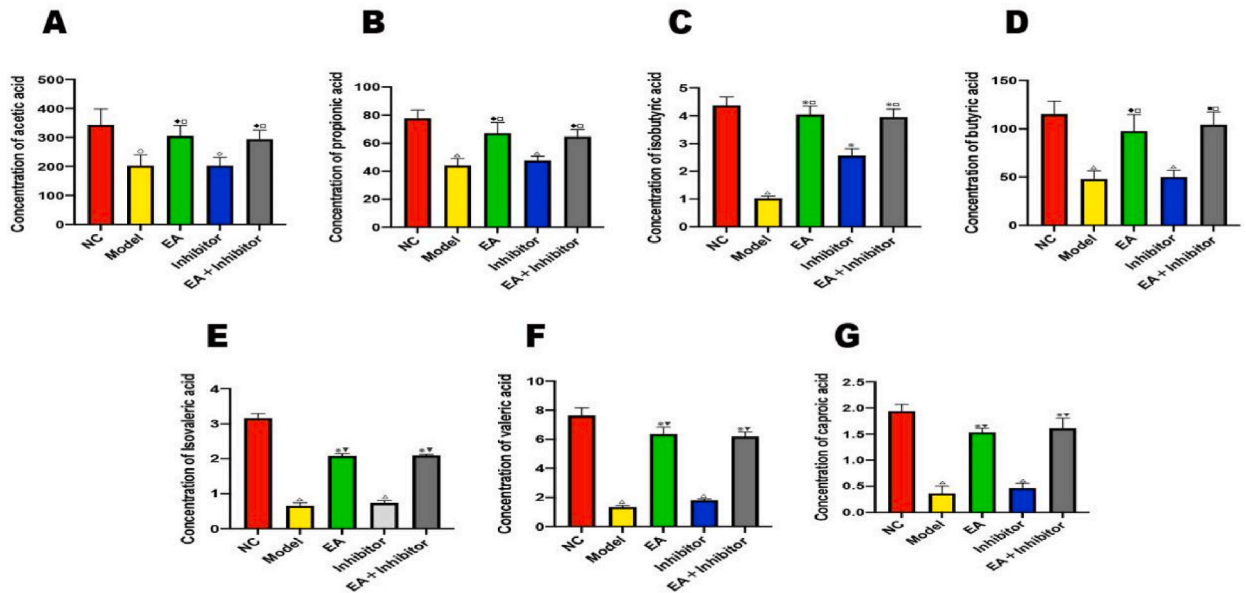 A
Concentration of acetic acid
500
400
300
200
100
0
NC
Model
EA
Inhibitor
EA+Inhibitor
B
Concentration of propionic acid
100
80
60
40
20
0
NC
Model
EA
Inhibitor
EA+Inhibitor
C
Concentration of isobutyric acid
5
4
3
2
1
0
NC
Model
EA
Inhibitor
EA+Inhibitor
D
Concentration of butyric acid
150
100
50
0
NC
Model
EA
Inhibitor
EA+Inhibitor
E
Concentration of Isovaleric acid
4
3
2
1
0
NC
Model
EA
Inhibitor
EA+Inhibitor
F
Concentration of valeric acid
10
8
6
4
2
0
NC
Model
EA
Inhibitor
EA+Inhibitor
G
Concentration of caproic acid
2.5
2.0
1.5
0.5
0.0
NC
Model
EA
Inhibitor
EA+Inhibitor